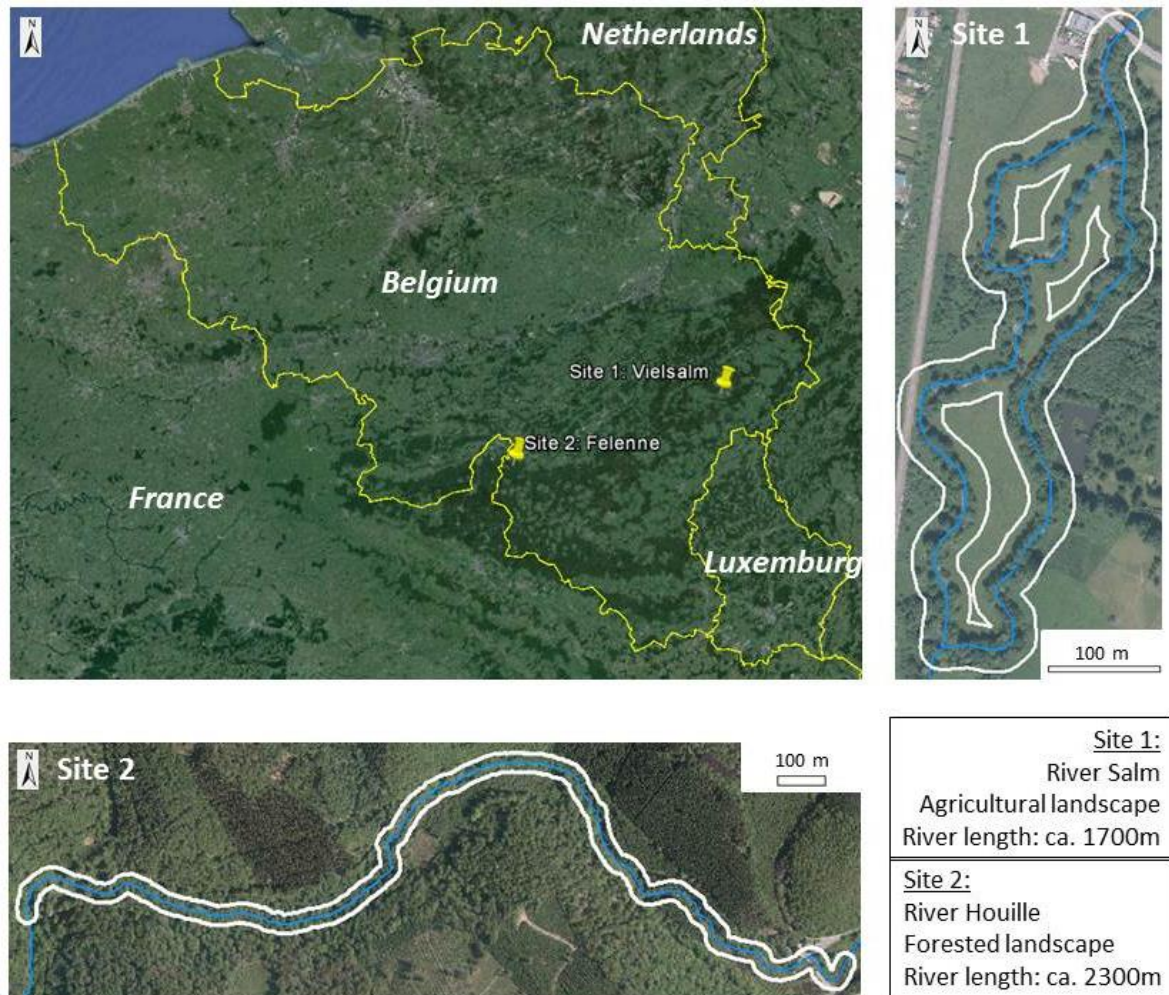 N
Netherlands
Belgium
Site 1: Vielsalm
Site 2: Felenne
France
Luxemburg
N
Site 1
100 m
N
Site 2
100 m
Site 1:
River Salm
Agricultural landscape
River length: ca. 1700m
Site 2:
River Houille
Forested landscape
River length: ca. 2300m